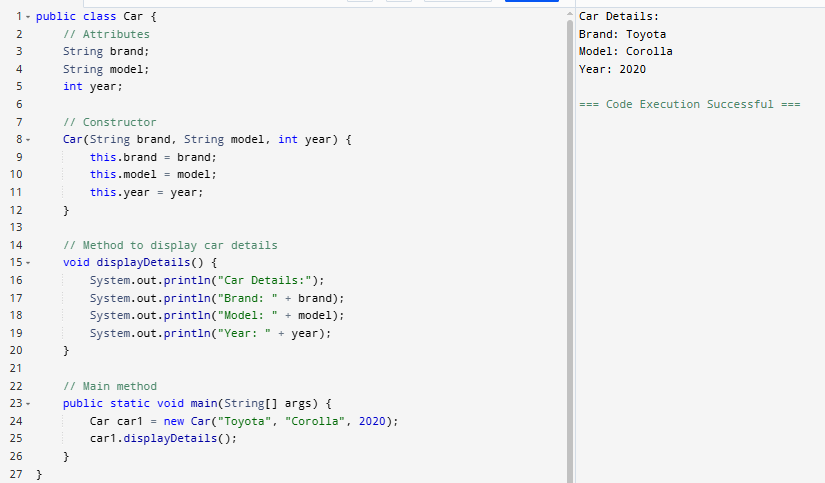 1 public class Car {
2     // Attributes
3     String brand;
4     String model;
5     int year;
6
7     // Constructor
8     Car(String brand, String model, int year) {
9         this.brand = brand;
10         this.model = model;
11         this.year = year;
12     }
13
14     // Method to display car details
15     void displayDetails() {
16         System.out.println("Car Details:");
17         System.out.println("Brand: " + brand);
18         System.out.println("Model: " + model);
19         System.out.println("Year: " + year);
20     }
21
22     // Main method
23     public static void main(String[] args) {
24         Car car1 = new Car("Toyota", "Corolla", 2020);
25         car1.displayDetails();
26     }
27 }
Car Details:
Brand: Toyota
Model: Corolla
Year: 2020
=== Code Execution Successful ===